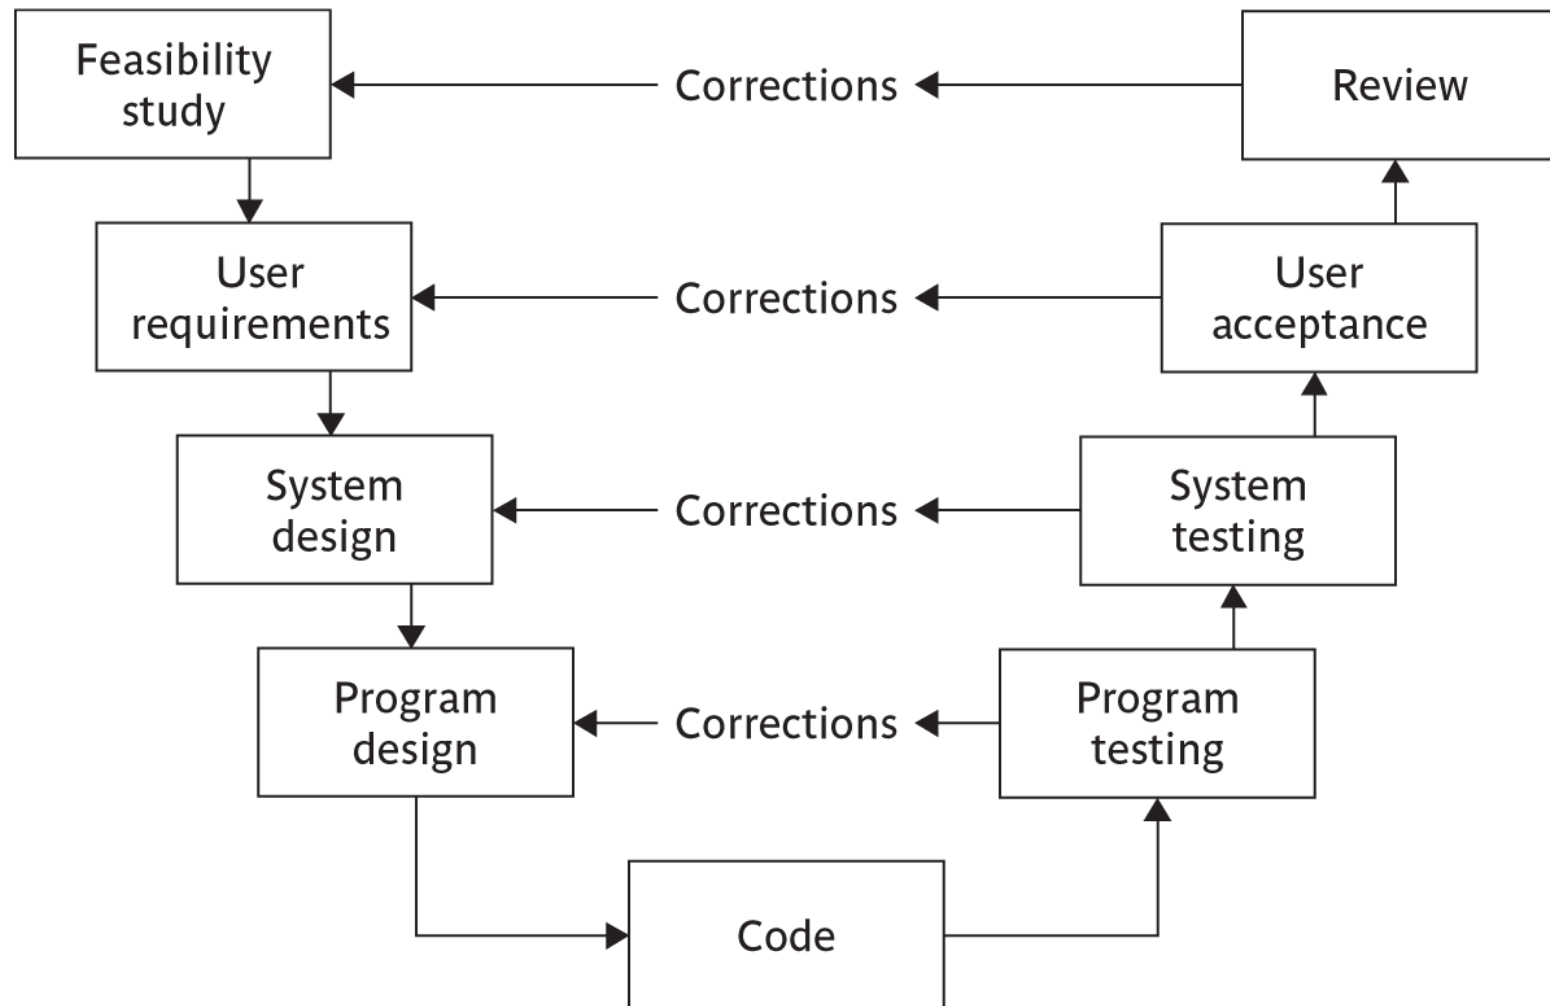 Feasibility
study
Corrections
Review
User
requirements
Corrections
User
acceptance
System
design
Corrections
System
testing
Program
design
Corrections
Program
testing
Code